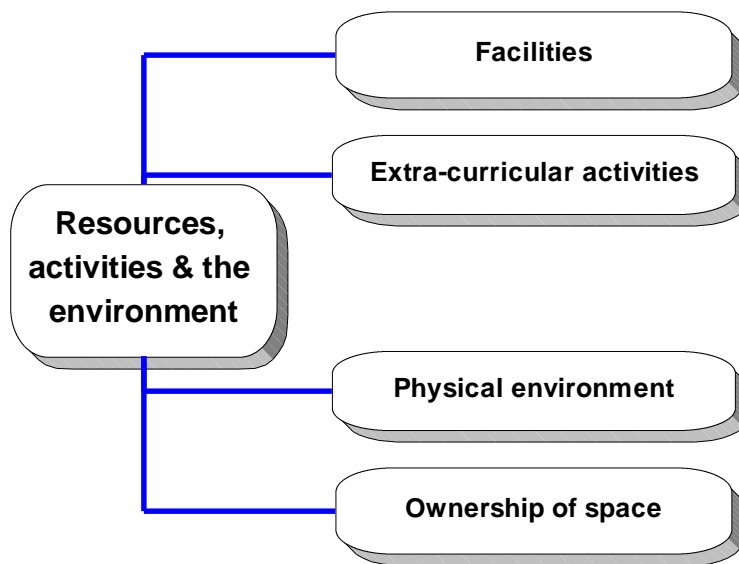 Facilities
Extra-curricular activities
Resources,
activities & the
environment
Physical environment
Ownership of space